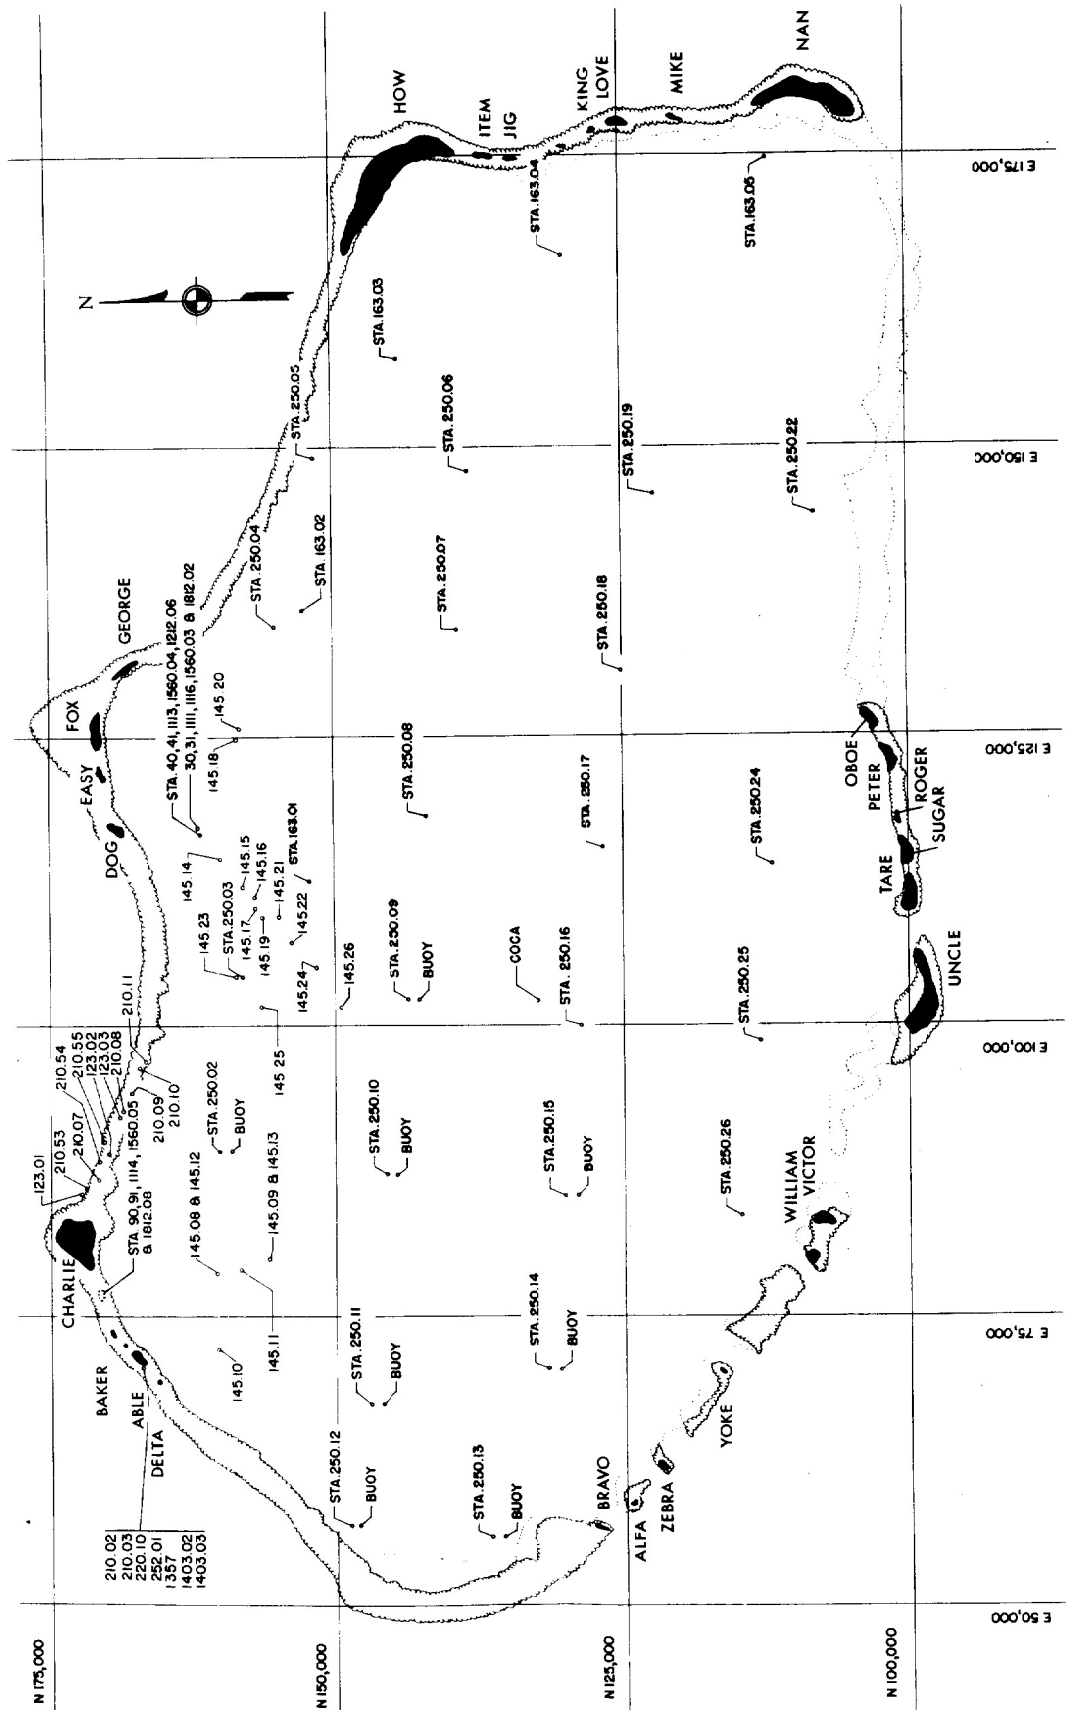 N 175,000
N 150,000
N 125,000
N 100,000
E 50,000
E 75,000
E 100,000
E 125,000
E 150,000
E 175,000
N
CHARLIE
BAKER
ABLE
DELTA
210.02
210.03
220.10
252.01
1357
1403.02
1403.03
123.01
210.53
210.07
210.54
210.55
123.02
123.03
210.08
210.11
STA. 90,91, 1114, 1560.05
& 1812.08
210.09
210.10
DOG
EASY
FOX
GEORGE
STA. 40,41, 1113, 1560.04, 1212.06
30,31, 1111, 1116, 1560.03 & 1812.02
145.20
145.18
145.14
145.15
145.16
145.21
STA.163.01
145.23
STA.250.03
145.17
145.19
145.22
145.24
145.26
145.25
STA.250.02
BUOY
145.08 & 145.12
145.09 & 145.13
145.11
145.10
STA.250.04
STA.163.02
STA.250.05
STA.163.03
HOW
ITEM
JIG
KING
LOVE
MIKE
NAN
STA.163.04
STA.163.05
STA.250.06
STA.250.07
STA.250.08
STA.250.09
BUOY
STA.250.10
BUOY
STA.250.11
BUOY
STA.250.12
BUOY
STA.250.13
BUOY
STA.250.14
BUOY
STA.250.15
BUOY
COCA
STA. 250.16
STA.250.17
STA.250.18
STA.250.19
STA.250.22
STA.250.24
STA.250.25
STA.250.26
BRAVO
ALFA
ZEBRA
YOKE
WILLIAM
VICTOR
UNCLE
TARE
SUGAR
ROGER
PETER
OBOE